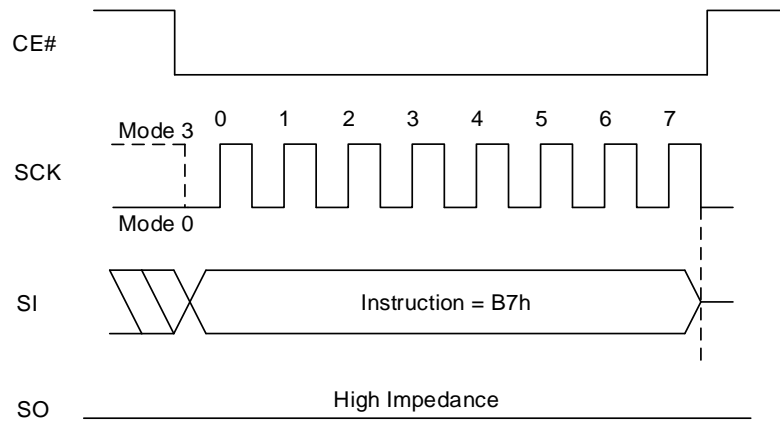 CE#
Mode 3
0 1 2 3 4 5 6 7
SCK
Mode 0
SI
Instruction = B7h
High Impedance
SO